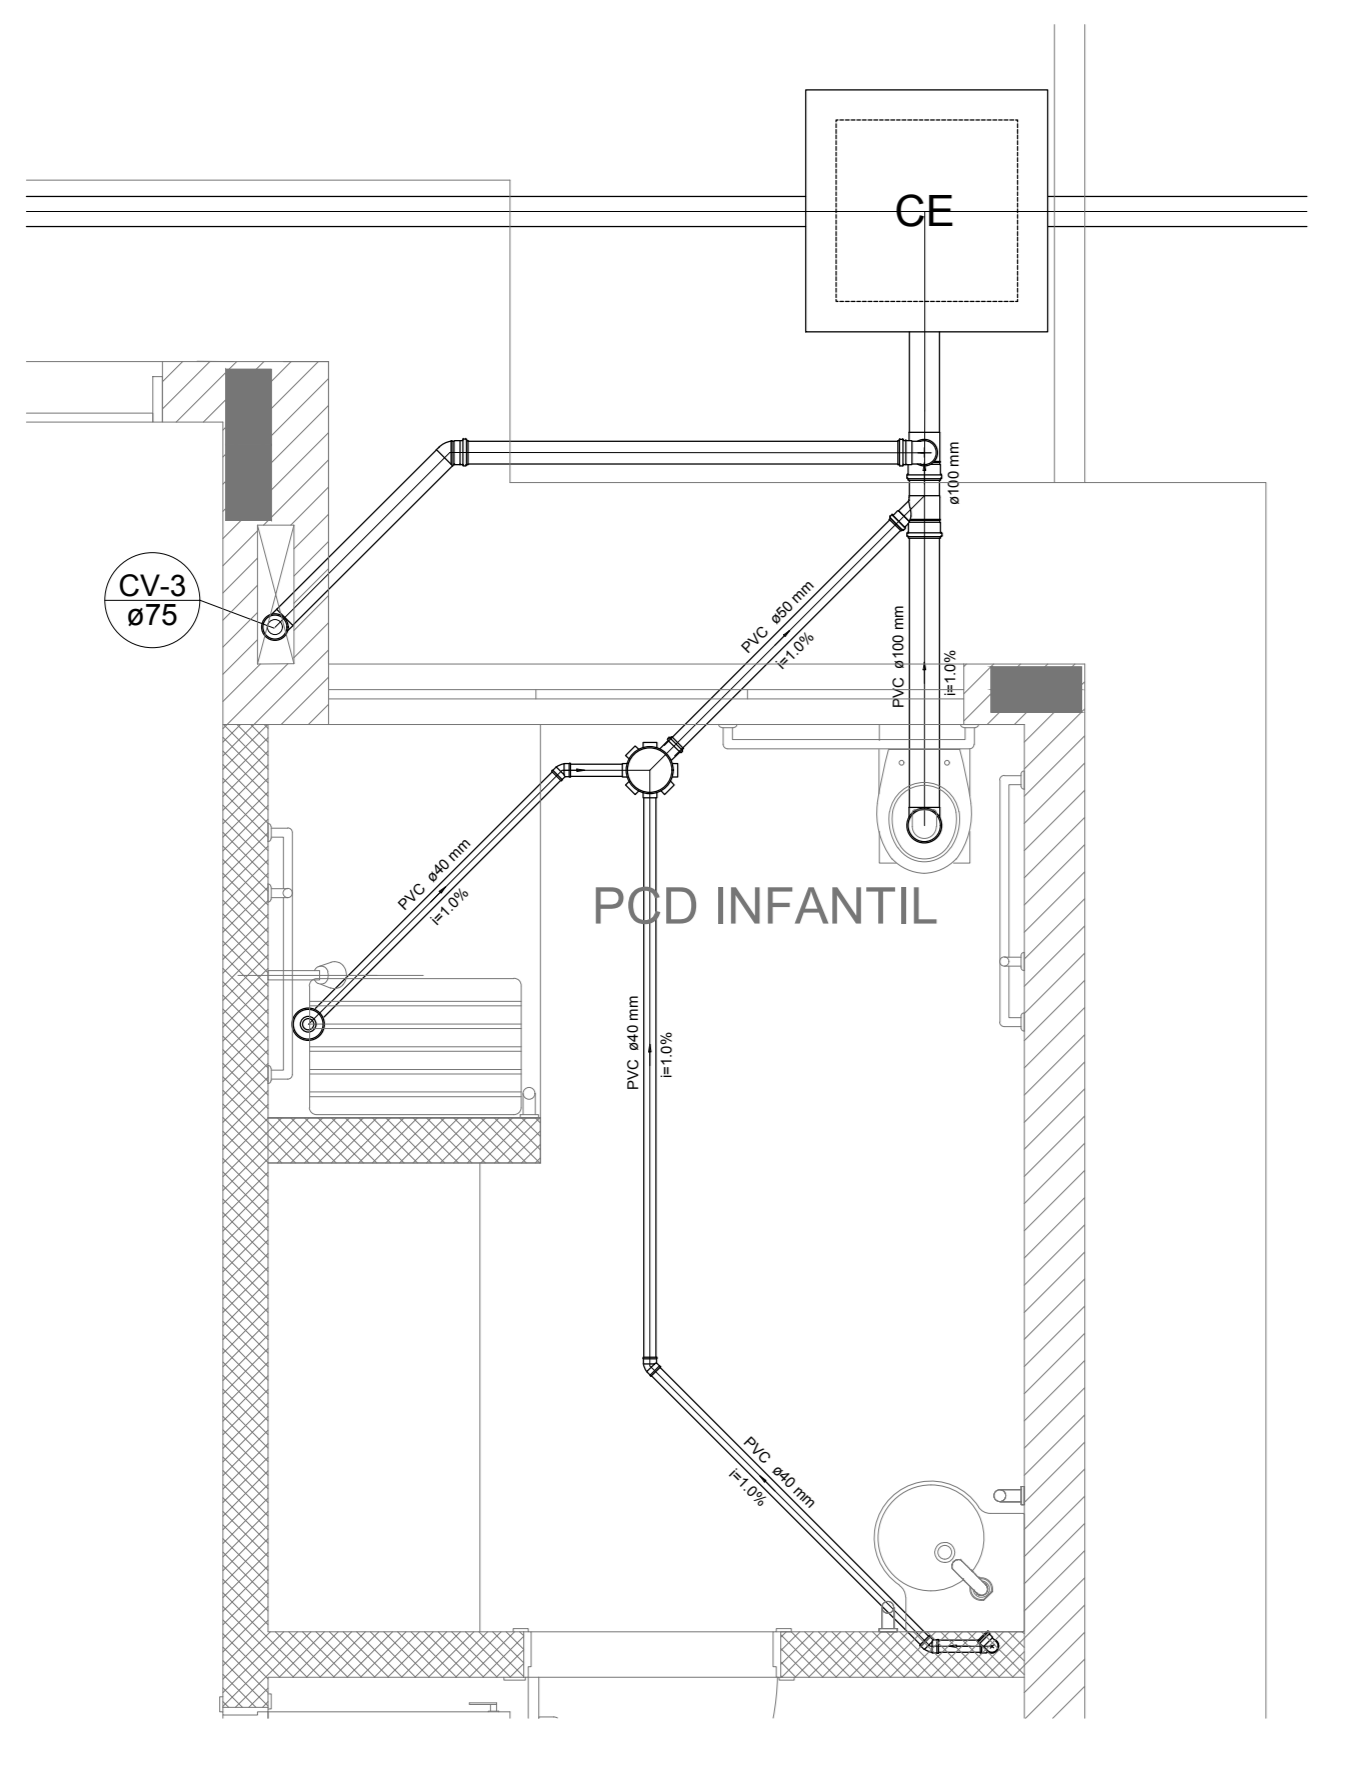 CE
ø100 mm
CV-3
ø75
PVC ø50 mm
i=1.0%
PVC ø100 mm
i=1.0%
PVC ø40 mm
i=1.0%
PCD INFANTIL
PVC ø40 mm
i=1.0%
PVC ø40 mm
i=1.0%